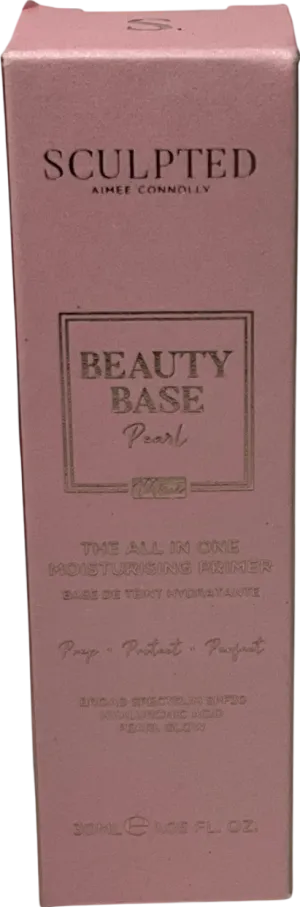 S.
SCULPTED
AIMEE CONNOLLY
BEAUTY
BASE
Pearl
THE ALL IN ONE
MOISTURISING PRIMER
BASE DE TEINT HYDRATANTE
Prep • Protect • Perfect
BROAD SPECTRUM SPF30
HYALURONIC ACID
PEARL GLOW
30ML ℮ 1.05 FL. OZ.